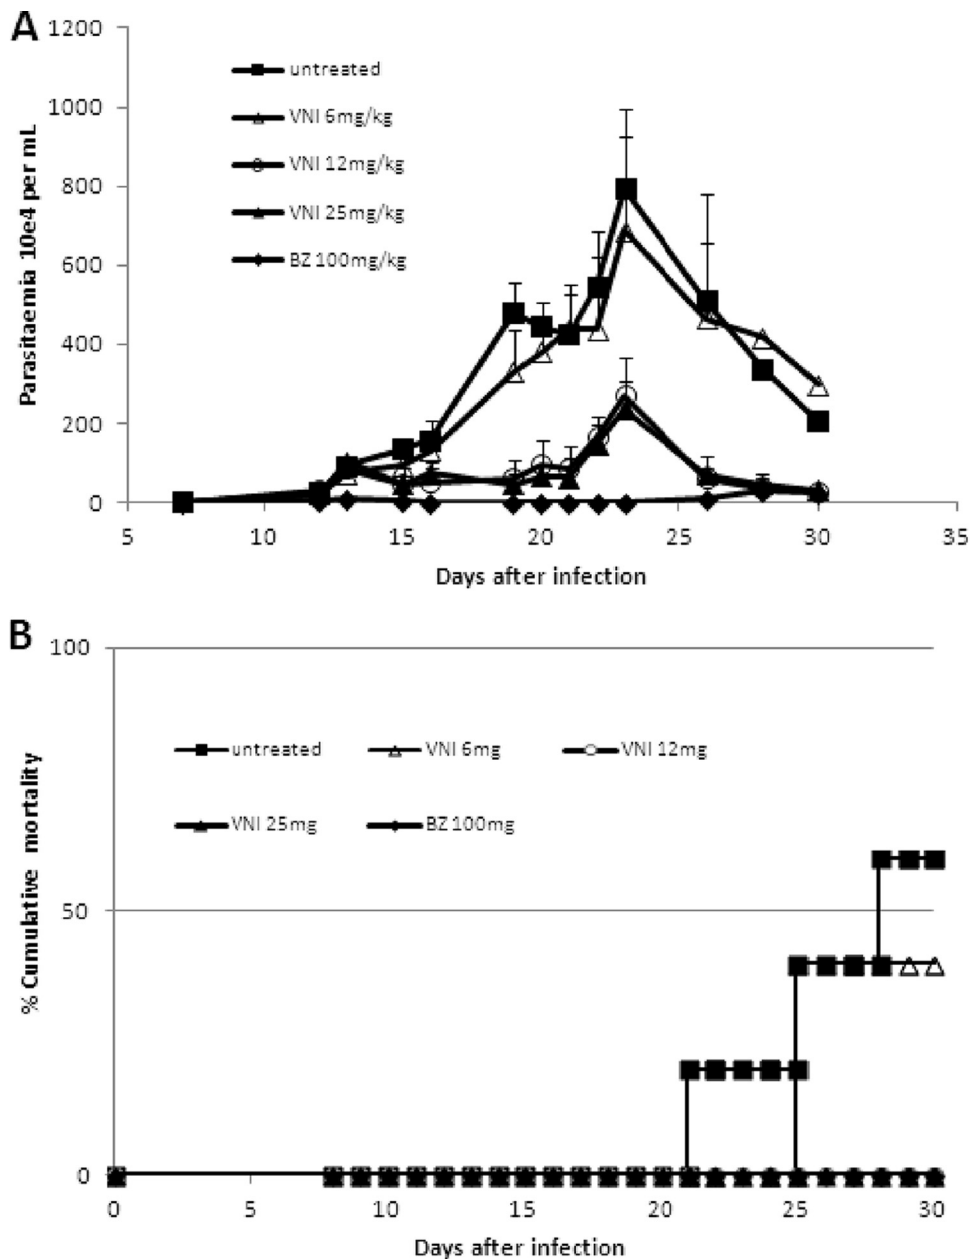 A
1200
1000
800
600
400
200
0
Parasitaemia 10e4 per mL
untreated
VNI 6mg/kg
VNI 12mg/kg
VNI 25mg/kg
BZ 100mg/kg
5 10 15 20 25 30 35
Days after infection
B
100
50
0
% Cumulative mortality
untreated VNI 6mg VNI 12mg
VNI 25mg BZ 100mg
0 5 10 15 20 25 30
Days after infection